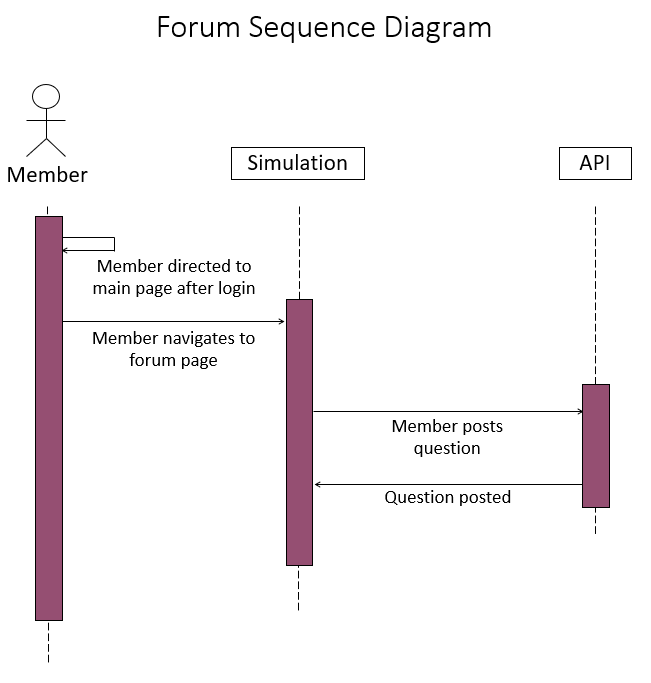 Forum Sequence Diagram
Member
Simulation
API
Member directed to
main page after login
Member navigates to
forum page
Member posts
question
Question posted